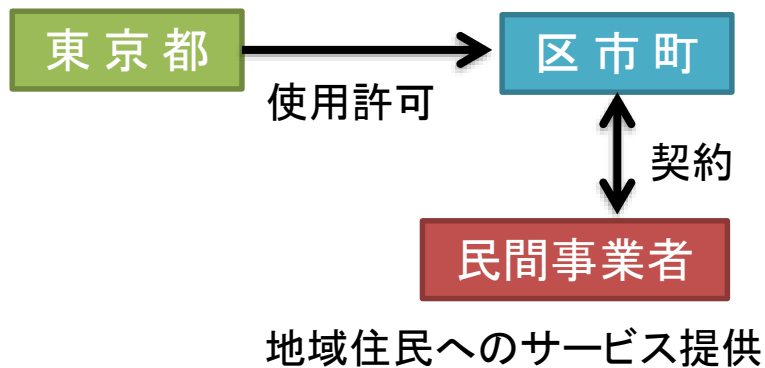 東京都
区市町
使用許可
契約
民間事業者
地域住民へのサービス提供